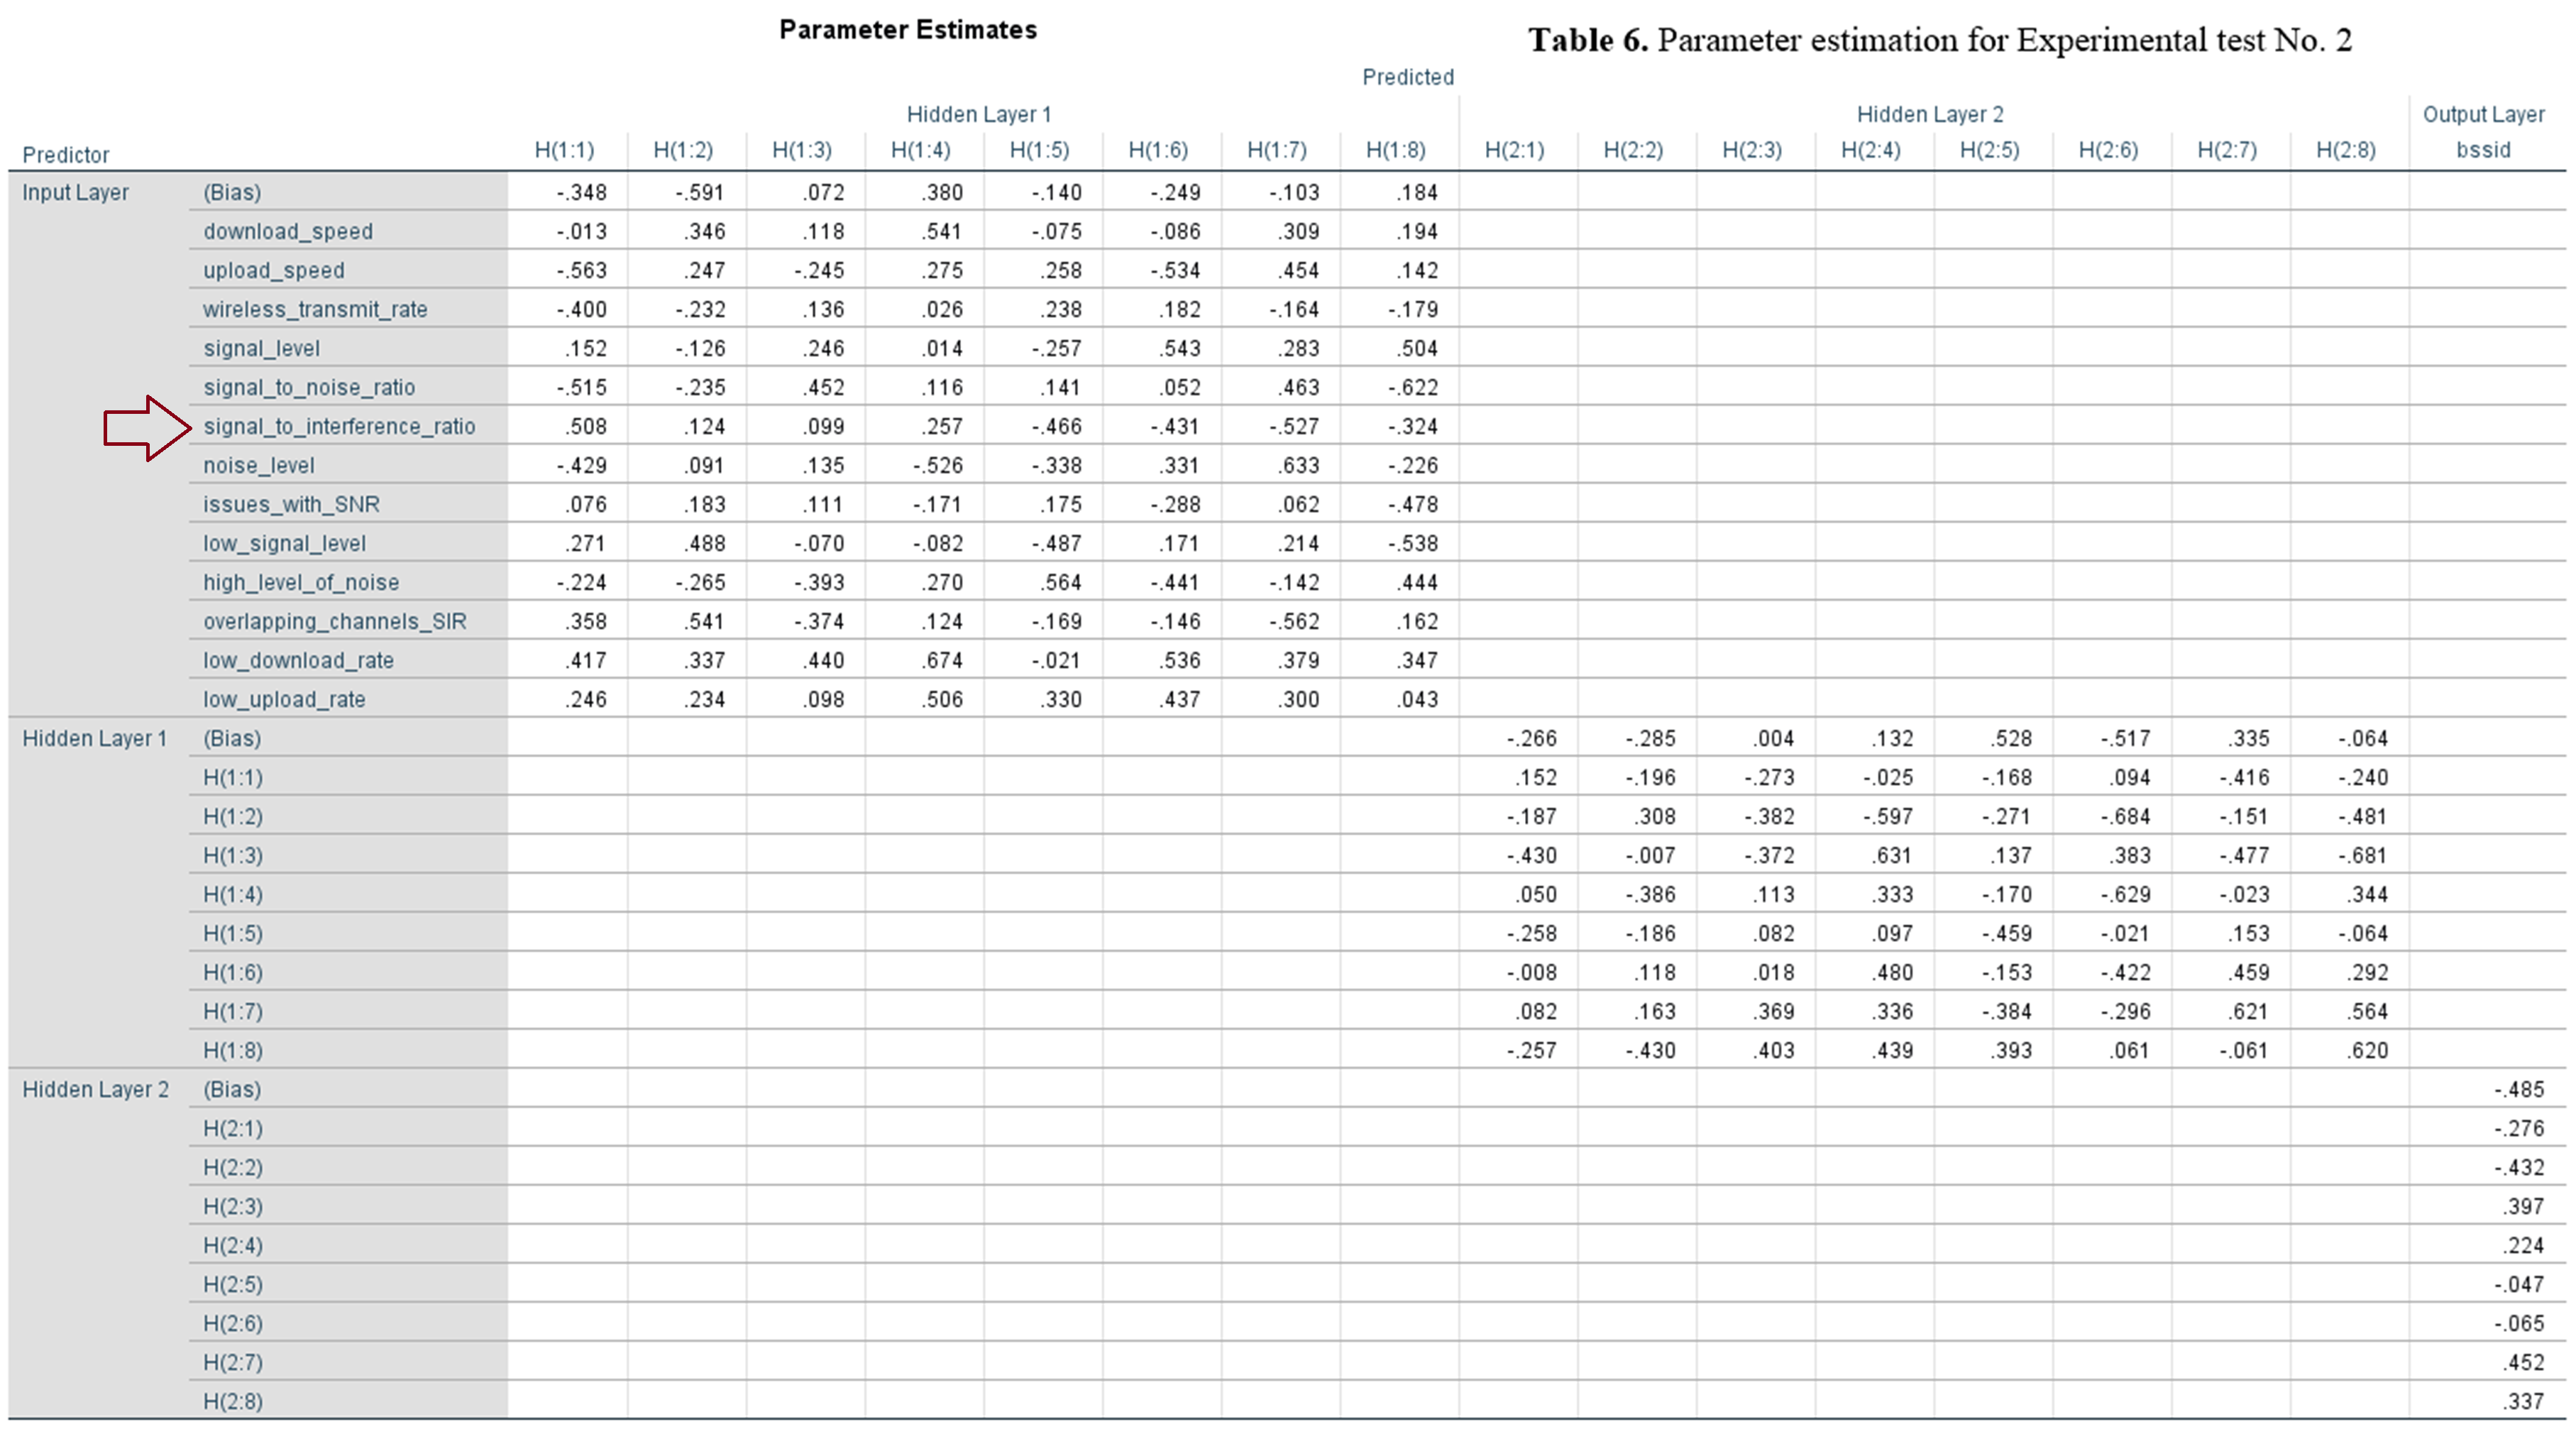 Parameter Estimates
Table 6. Parameter estimation for Experimental test No. 2
Predicted
Hidden Layer 1 Hidden Layer 2 Output Layer
Predictor H(1:1) H(1:2) H(1:3) H(1:4) H(1:5) H(1:6) H(1:7) H(1:8) H(2:1) H(2:2) H(2:3) H(2:4) H(2:5) H(2:6) H(2:7) H(2:8) bssid
Input Layer (Bias) -.348 -.591 .072 .380 -.140 -.249 -.103 .184
download_speed -.013 .346 .118 .541 -.075 -.086 .309 .194
upload_speed -.563 .247 -.245 .275 .258 -.534 .454 .142
wireless_transmit_rate -.400 -.232 .136 .026 .238 .182 -.164 -.179
signal_level .152 -.126 .246 .014 -.257 .543 .283 .504
signal_to_noise_ratio -.515 -.235 .452 .116 .141 .052 .463 -.622
signal_to_interference_ratio .508 .124 .099 .257 -.466 -.431 -.527 -.324
noise_level -.429 .091 .135 -.526 -.338 .331 .633 -.226
issues_with_SNR .076 .183 .111 -.171 .175 -.288 .062 -.478
low_signal_level .271 .488 -.070 -.082 -.487 .171 .214 -.538
high_level_of_noise -.224 -.265 -.393 .270 .564 -.441 -.142 .444
overlapping_channels_SIR .358 .541 -.374 .124 -.169 -.146 -.562 .162
low_download_rate .417 .337 .440 .674 -.021 .536 .379 .347
low_upload_rate .246 .234 .098 .506 .330 .437 .300 .043
Hidden Layer 1 (Bias) -.266 -.285 .004 .132 .528 -.517 .335 -.064
H(1:1) .152 -.196 -.273 -.025 -.168 .094 -.416 -.240
H(1:2) -.187 .308 -.382 -.597 -.271 -.684 -.151 -.481
H(1:3) -.430 -.007 -.372 .631 .137 .383 -.477 -.681
H(1:4) .050 -.386 .113 .333 -.170 -.629 -.023 .344
H(1:5) -.258 -.186 .082 .097 -.459 -.021 .153 -.064
H(1:6) -.008 .118 .018 .480 -.153 -.422 .459 .292
H(1:7) .082 .163 .369 .336 -.384 -.296 .621 .564
H(1:8) -.257 -.430 .403 .439 .393 .061 -.061 .620
Hidden Layer 2 (Bias) -.485
H(2:1) -.276
H(2:2) -.432
H(2:3) .397
H(2:4) .224
H(2:5) -.047
H(2:6) -.065
H(2:7) .452
H(2:8) .337